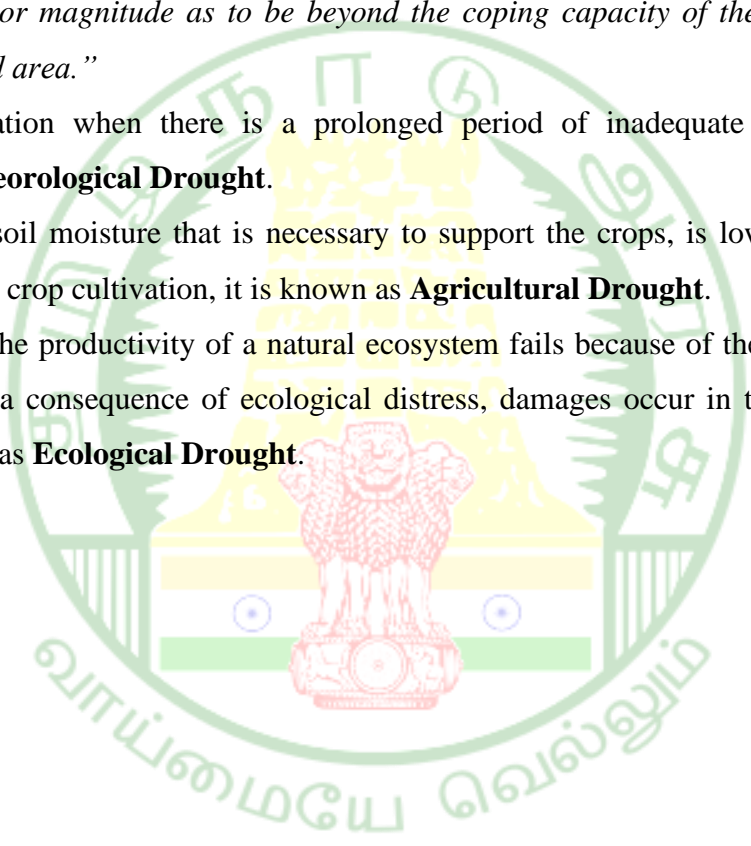 or magnitude as to be beyond the coping capacity of the
area.”
ation when there is a prolonged period of inadequate
eorological Drought.
soil moisture that is necessary to support the crops, is low
crop cultivation, it is known as Agricultural Drought.
he productivity of a natural ecosystem fails because of the
a consequence of ecological distress, damages occur in t
as Ecological Drought.
தமிழ்நாடு அரசு
வாய்மையே வெல்லும்